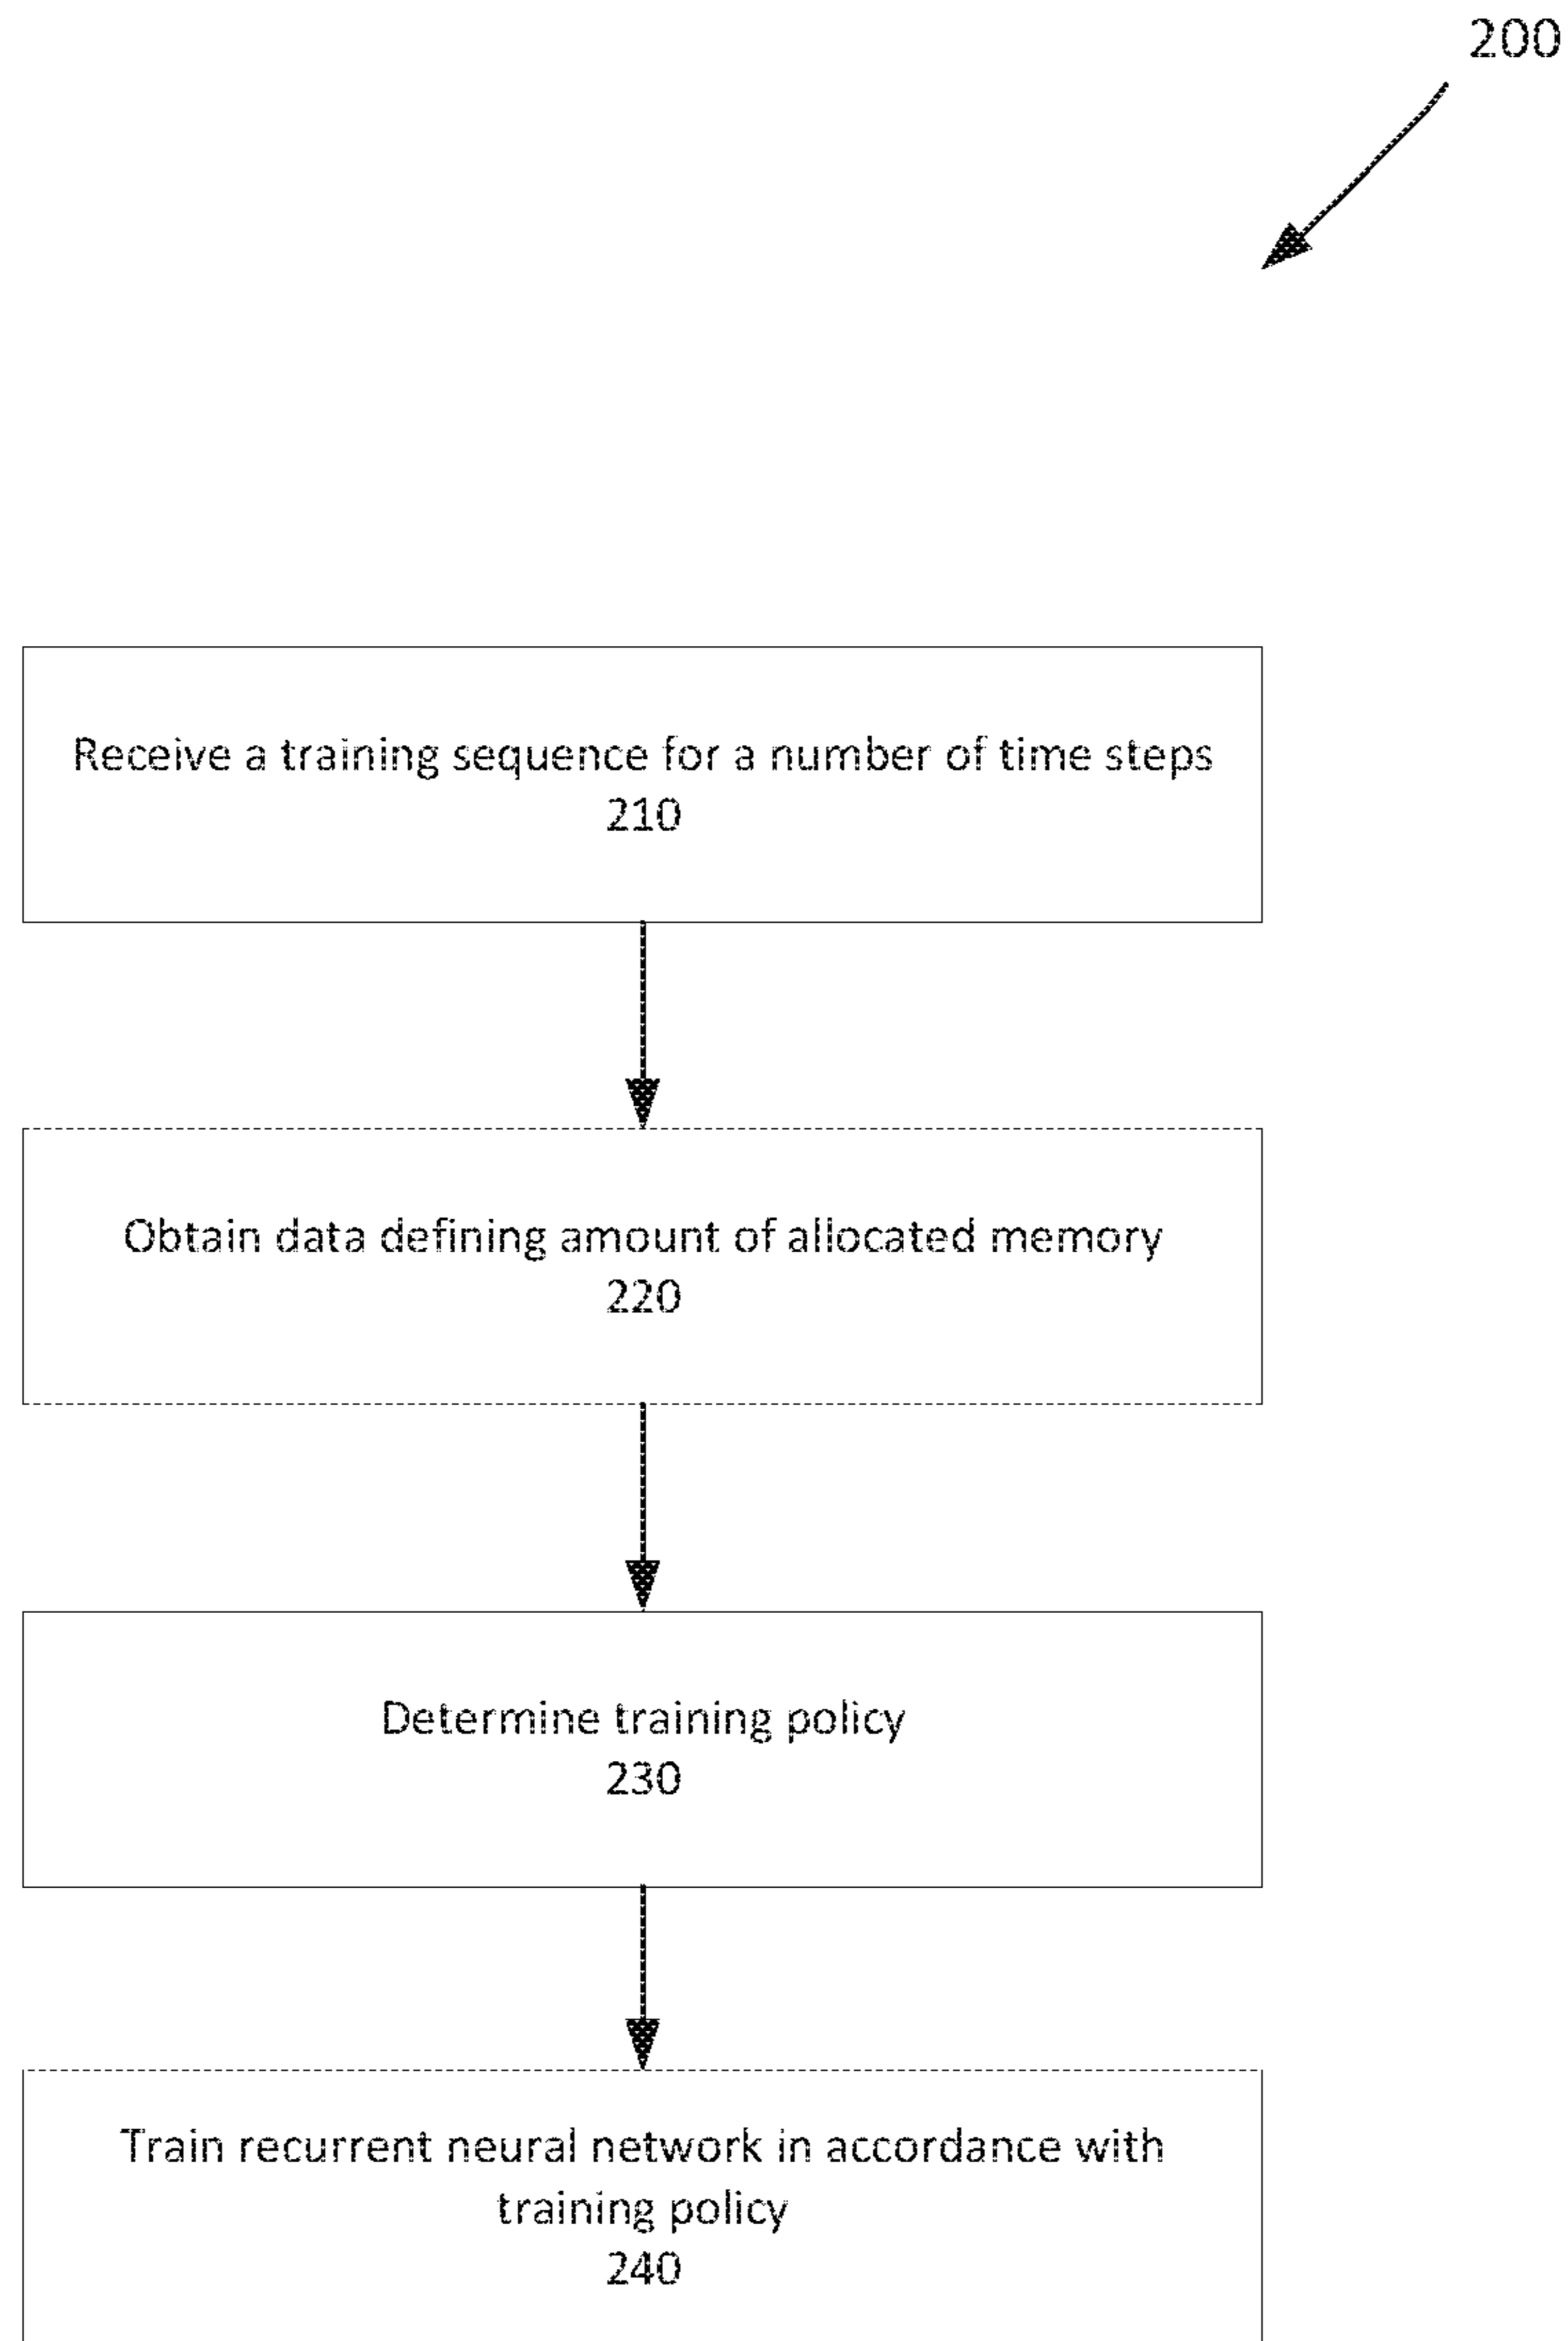 200
Receive a training sequence for a number of time steps
210
Obtain data defining amount of allocated memory
220
Determine training policy
230
Train recurrent neural network in accordance with
training policy
240